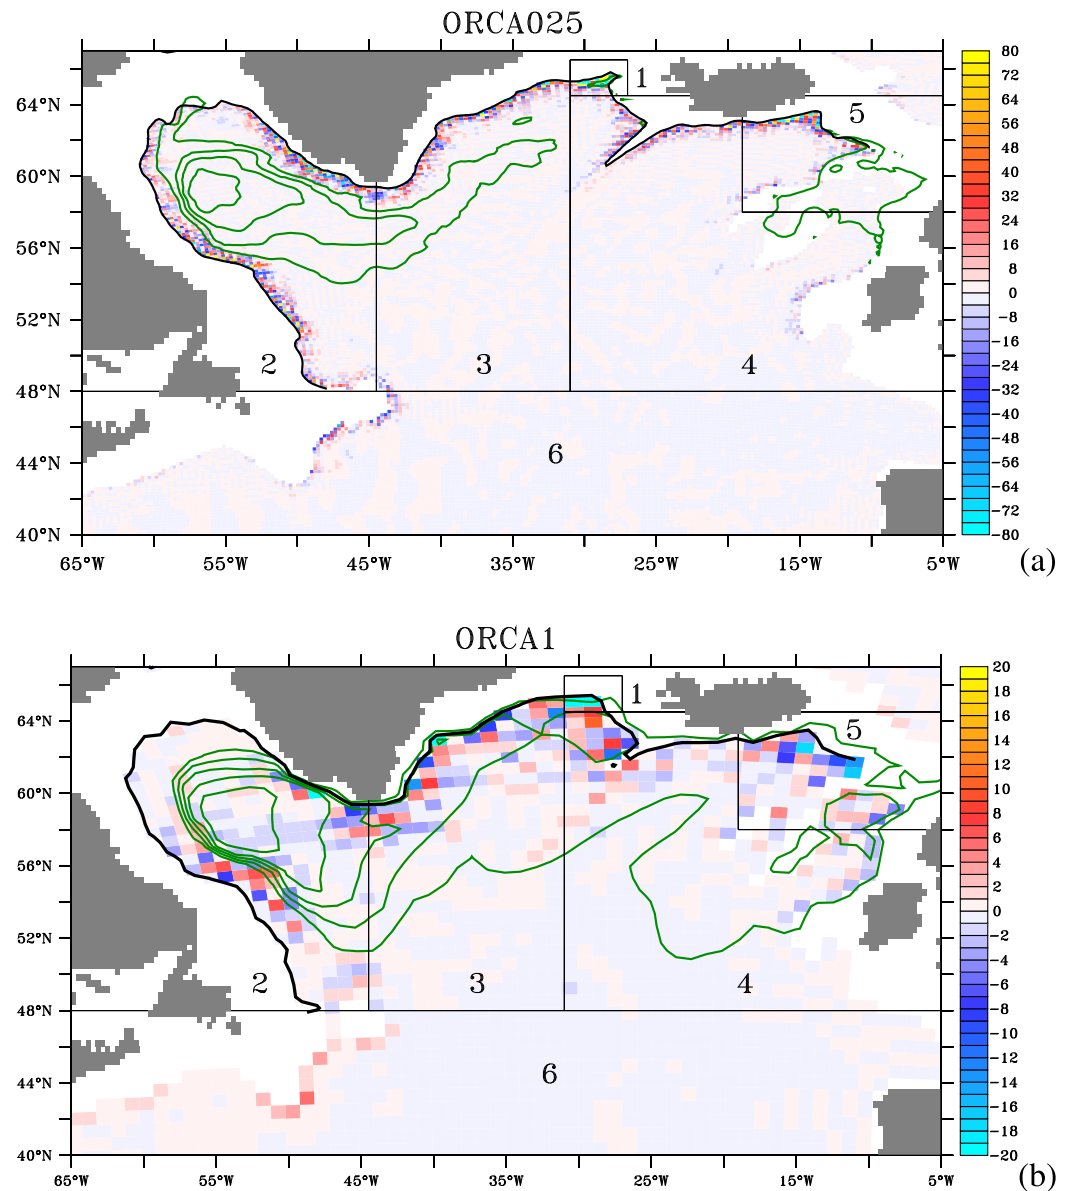 ORCA025
64°N
60°N
56°N
52°N
48°N
44°N
40°N
1
5
2
3
4
6
80
72
64
56
48
40
32
24
16
8
0
−8
−16
−24
−32
−40
−48
−56
−64
−72
−80
65°W
55°W
45°W
35°W
25°W
15°W
5°W
(a)
ORCA1
64°N
60°N
56°N
52°N
48°N
44°N
40°N
1
5
2
3
4
6
20
18
16
14
12
10
8
6
4
2
0
−2
−4
−6
−8
−10
−12
−14
−16
−18
−20
65°W
55°W
45°W
35°W
25°W
15°W
5°W
(b)